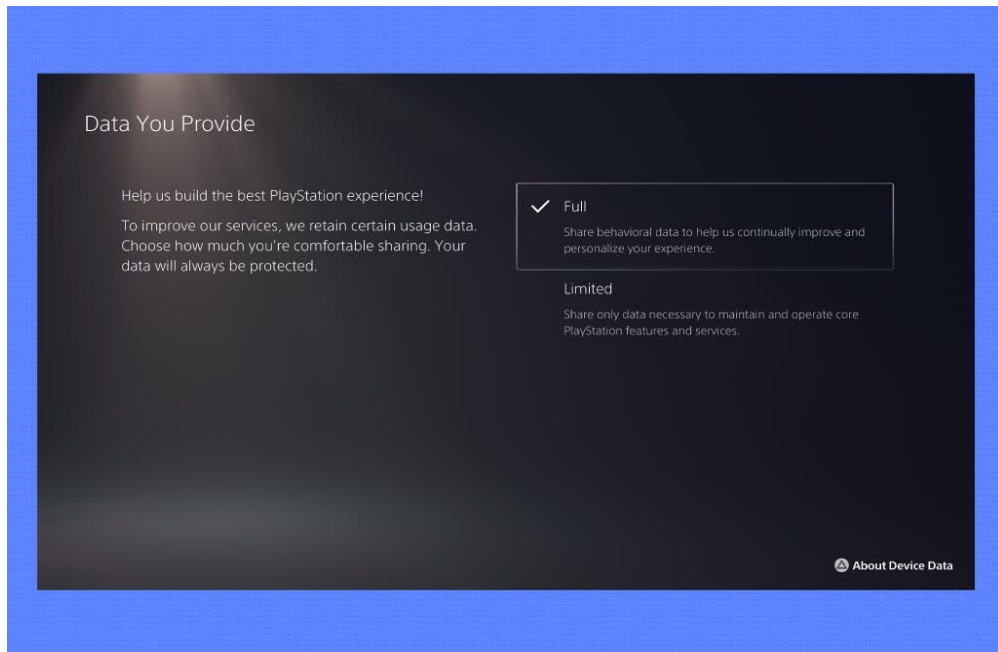 Data You Provide
Help us build the best PlayStation experience!
To improve our services, we retain certain usage data.
Choose how much you're comfortable sharing. Your
data will always be protected.
Full
Share behavioral data to help us continually improve and
personalize your experience.
Limited
Share only data necessary to maintain and operate core
PlayStation features and services.
About Device Data